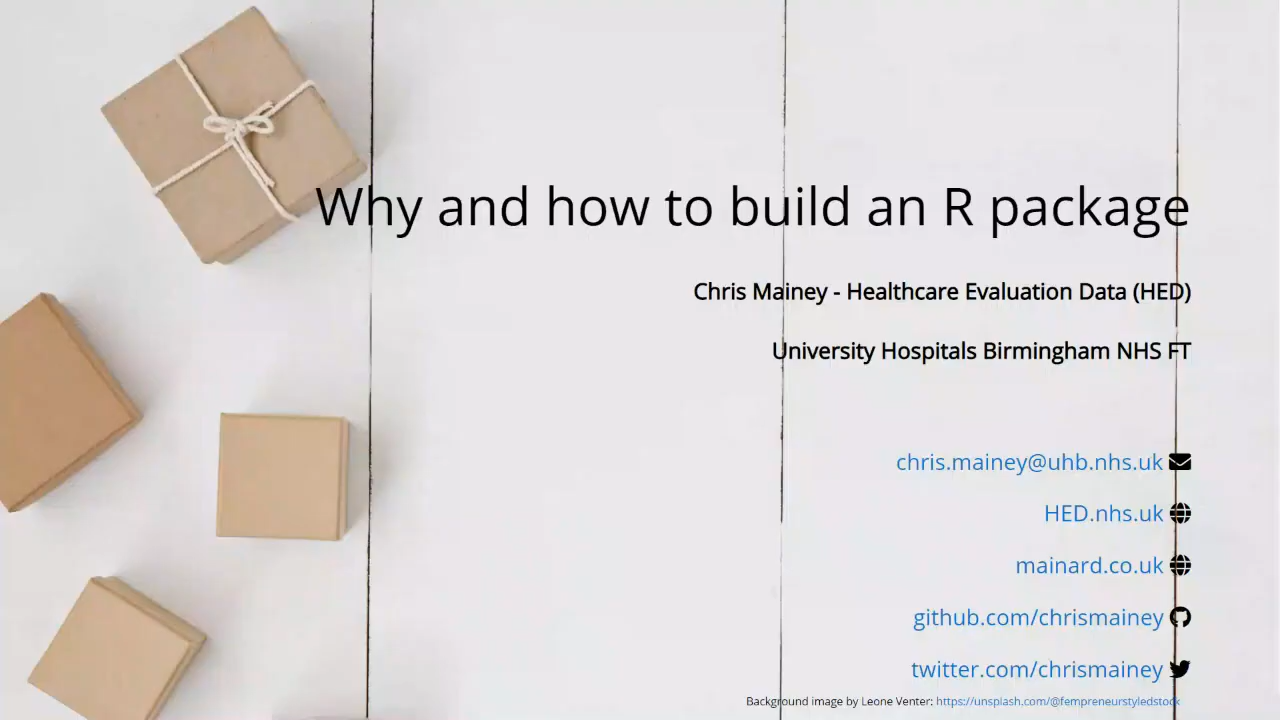 Why and how to build an R package
Chris Mainey - Healthcare Evaluation Data (HED)
University Hospitals Birmingham NHS FT
chris.mainey@uhb.nhs.uk
HED.nhs.uk
mainard.co.uk
github.com/chrismainey
twitter.com/chrismainey
Background image by Leone Venter: https://unsplash.com/@fempreneurstyledstock